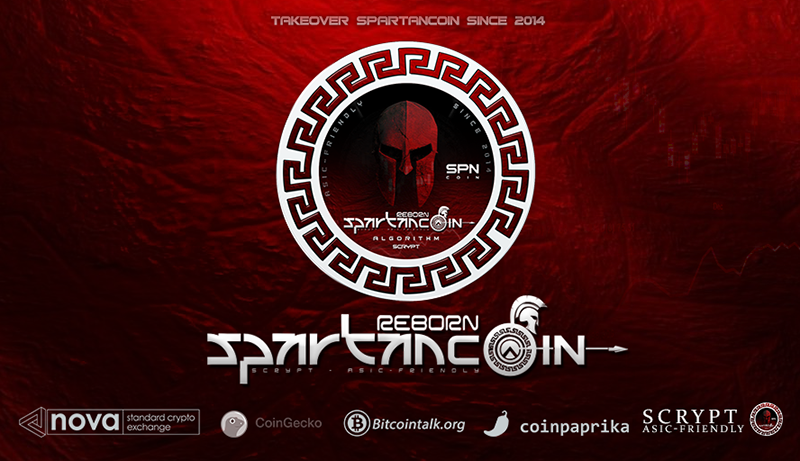 TAKEOVER SPARTANCOIN SINCE 2014
ASIC-FRIENDLY
SINCE 2014
SPN
COIN
REBORN
SPARTANCOIN
ALGORITHM
SCRYPT
REBORN
SPARTANCOIN
SCRYPT - ASIC-FRIENDLY
nova
standard crypto
exchange
CoinGecko
Bitcointalk.org
coinpaprika
SCRYPT
ASIC-FRIENDLY